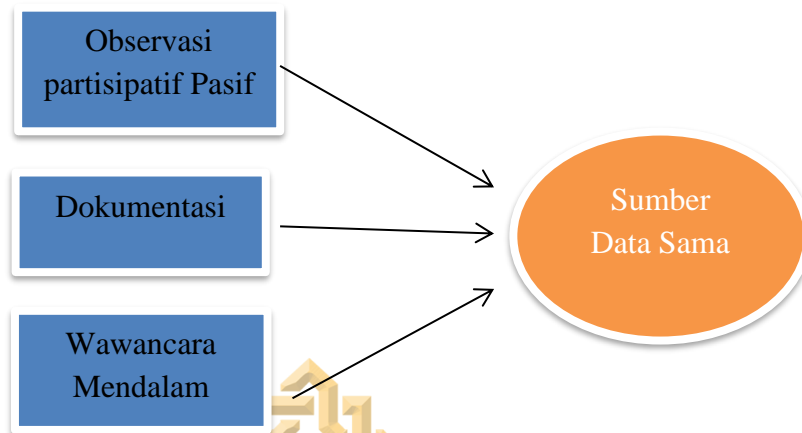 Observasi
partisipatif Pasif
Dokumentasi
Sumber
Data Sama
Wawancara
Mendalam